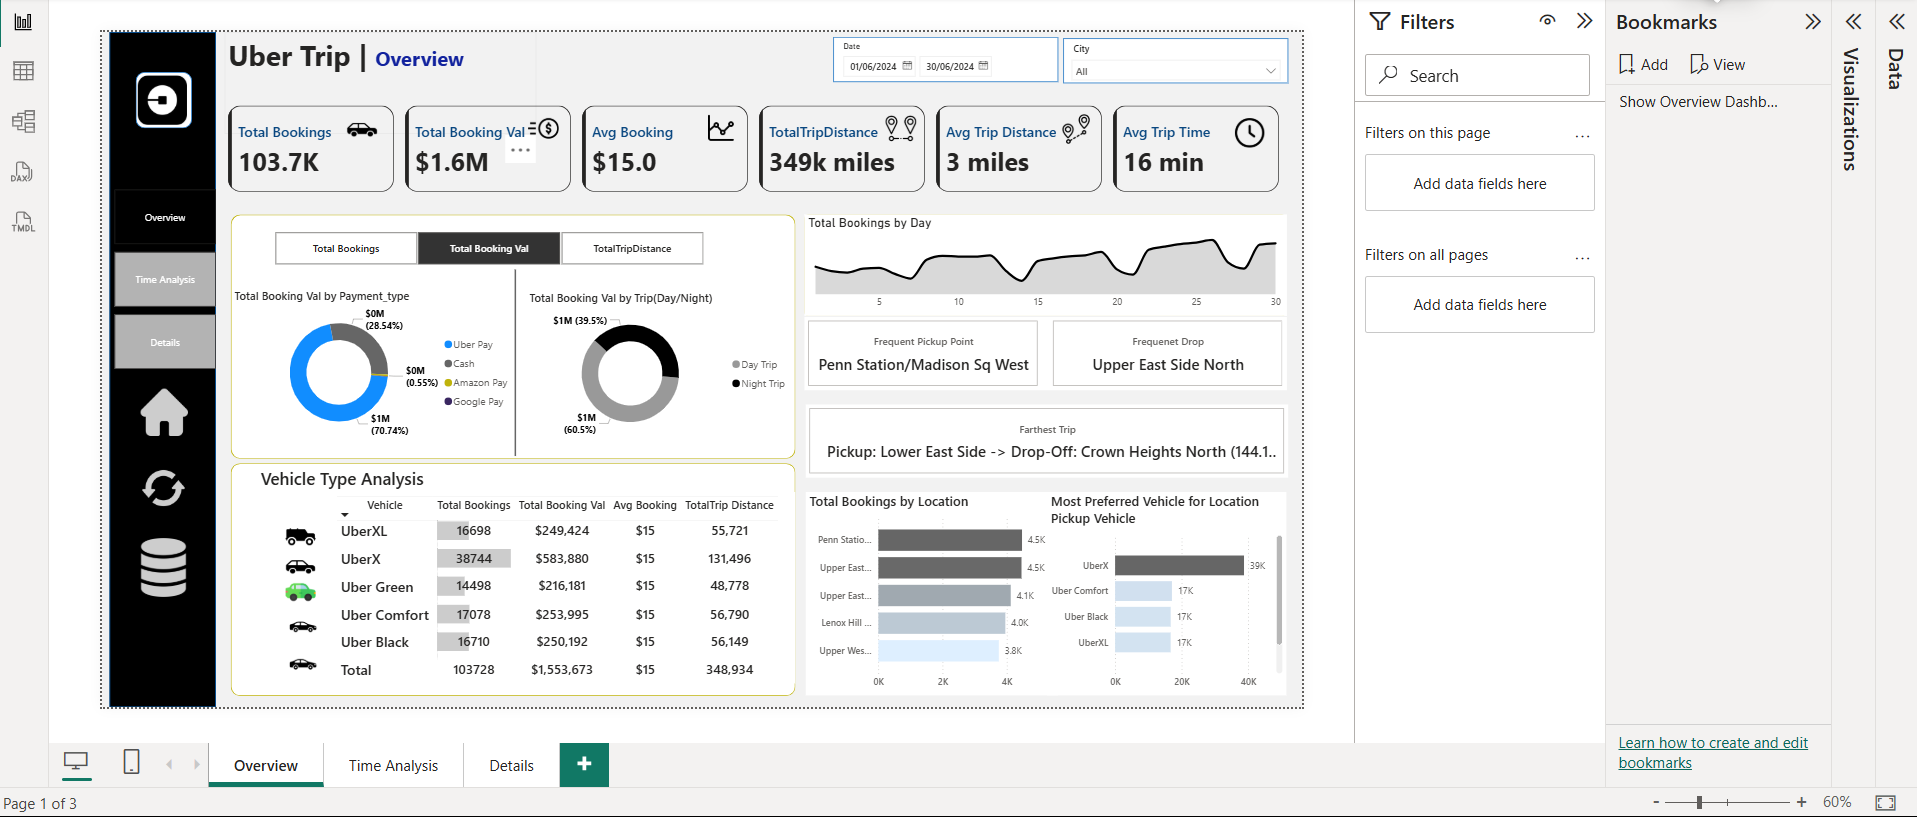 Uber Trip | Overview
Date
01/06/2024
30/06/2024
City
All
Total Bookings
103.7K
Total Booking Val
$1.6M
Avg Booking
$15.0
TotalTripDistance
349k miles
Avg Trip Distance
3 miles
Avg Trip Time
16 min
Overview
Time Analysis
Details
Total Bookings
Total Booking Val
TotalTripDistance
Total Booking Val by Payment_type
$0M
(28.54%)
$0M
(0.55%)
$1M
(70.74%)
Uber Pay
Cash
Amazon Pay
Google Pay
Total Booking Val by Trip(Day/Night)
$1M (39.5%)
$1M
(60.5%)
Day Trip
Night Trip
Total Bookings by Day
5 10 15 20 25 30
Frequent Pickup Point
Penn Station/Madison Sq West
Frequenet Drop
Upper East Side North
Farthest Trip
Pickup: Lower East Side -> Drop-Off: Crown Heights North (144.1..
Vehicle Type Analysis
Vehicle Total Bookings Total Booking Val Avg Booking TotalTrip Distance
UberXL 16698 $249,424 $15 55,721
UberX 38744 $583,880 $15 131,496
Uber Green 14498 $216,181 $15 48,778
Uber Comfort 17078 $253,995 $15 56,790
Uber Black 16710 $250,192 $15 56,149
Total 103728 $1,553,673 $15 348,934
Total Bookings by Location
Penn Statio... 4.5K
Upper East... 4.5K
Upper East... 4.1K
Lenox Hill ... 4.0K
Upper Wes... 3.8K
0K 2K 4K
Most Preferred Vehicle for Location
Pickup Vehicle
UberX 39K
Uber Comfort 17K
Uber Black 17K
UberXL 17K
0K 20K 40K
Filters
Search
Filters on this page
...
Add data fields here
Filters on all pages
...
Add data fields here
Bookmarks
Add
View
Show Overview Dashb...
Learn how to create and edit
bookmarks
Visualizations
Data
DAX
TMDL
Overview
Time Analysis
Details
+
Page 1 of 3
- + 60%